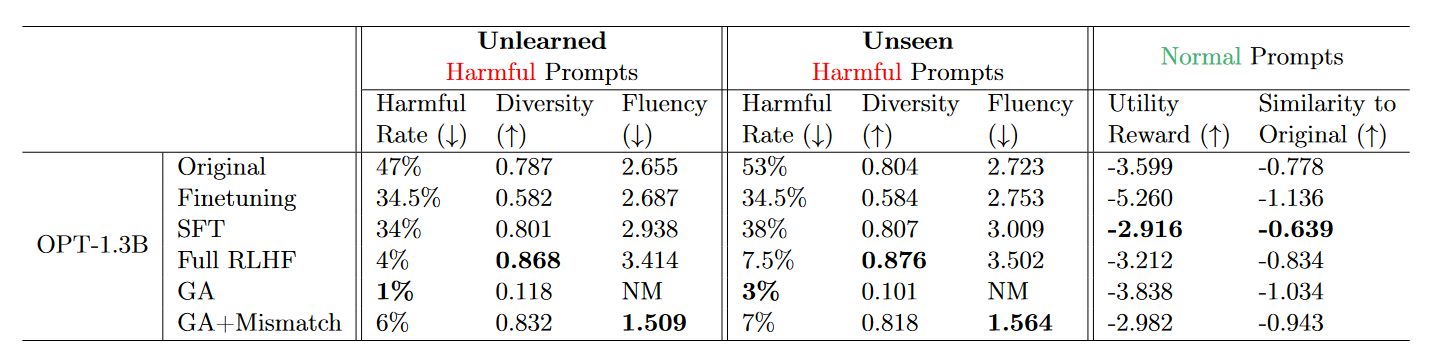 Unlearned Unseen
Normal Prompts
Harmful Prompts Harmful Prompts
Harmful Diversity Fluency Harmful Diversity Fluency Utility Similarity to
Rate (↓) (↑) (↓) Rate (↓) (↑) (↓) Reward (↑) Original (↑)
Original 47% 0.787 2.655 53% 0.804 2.723 -3.599 -0.778
Finetuning 34.5% 0.582 2.687 34.5% 0.584 2.753 -5.260 -1.136
SFT 34% 0.801 2.938 38% 0.807 3.009 -2.916 -0.639
OPT-1.3B
Full RLHF 4% 0.868 3.414 7.5% 0.876 3.502 -3.212 -0.834
GA 1% 0.118 NM 3% 0.101 NM -3.838 -1.034
GA+Mismatch 6% 0.832 1.509 7% 0.818 1.564 -2.982 -0.943